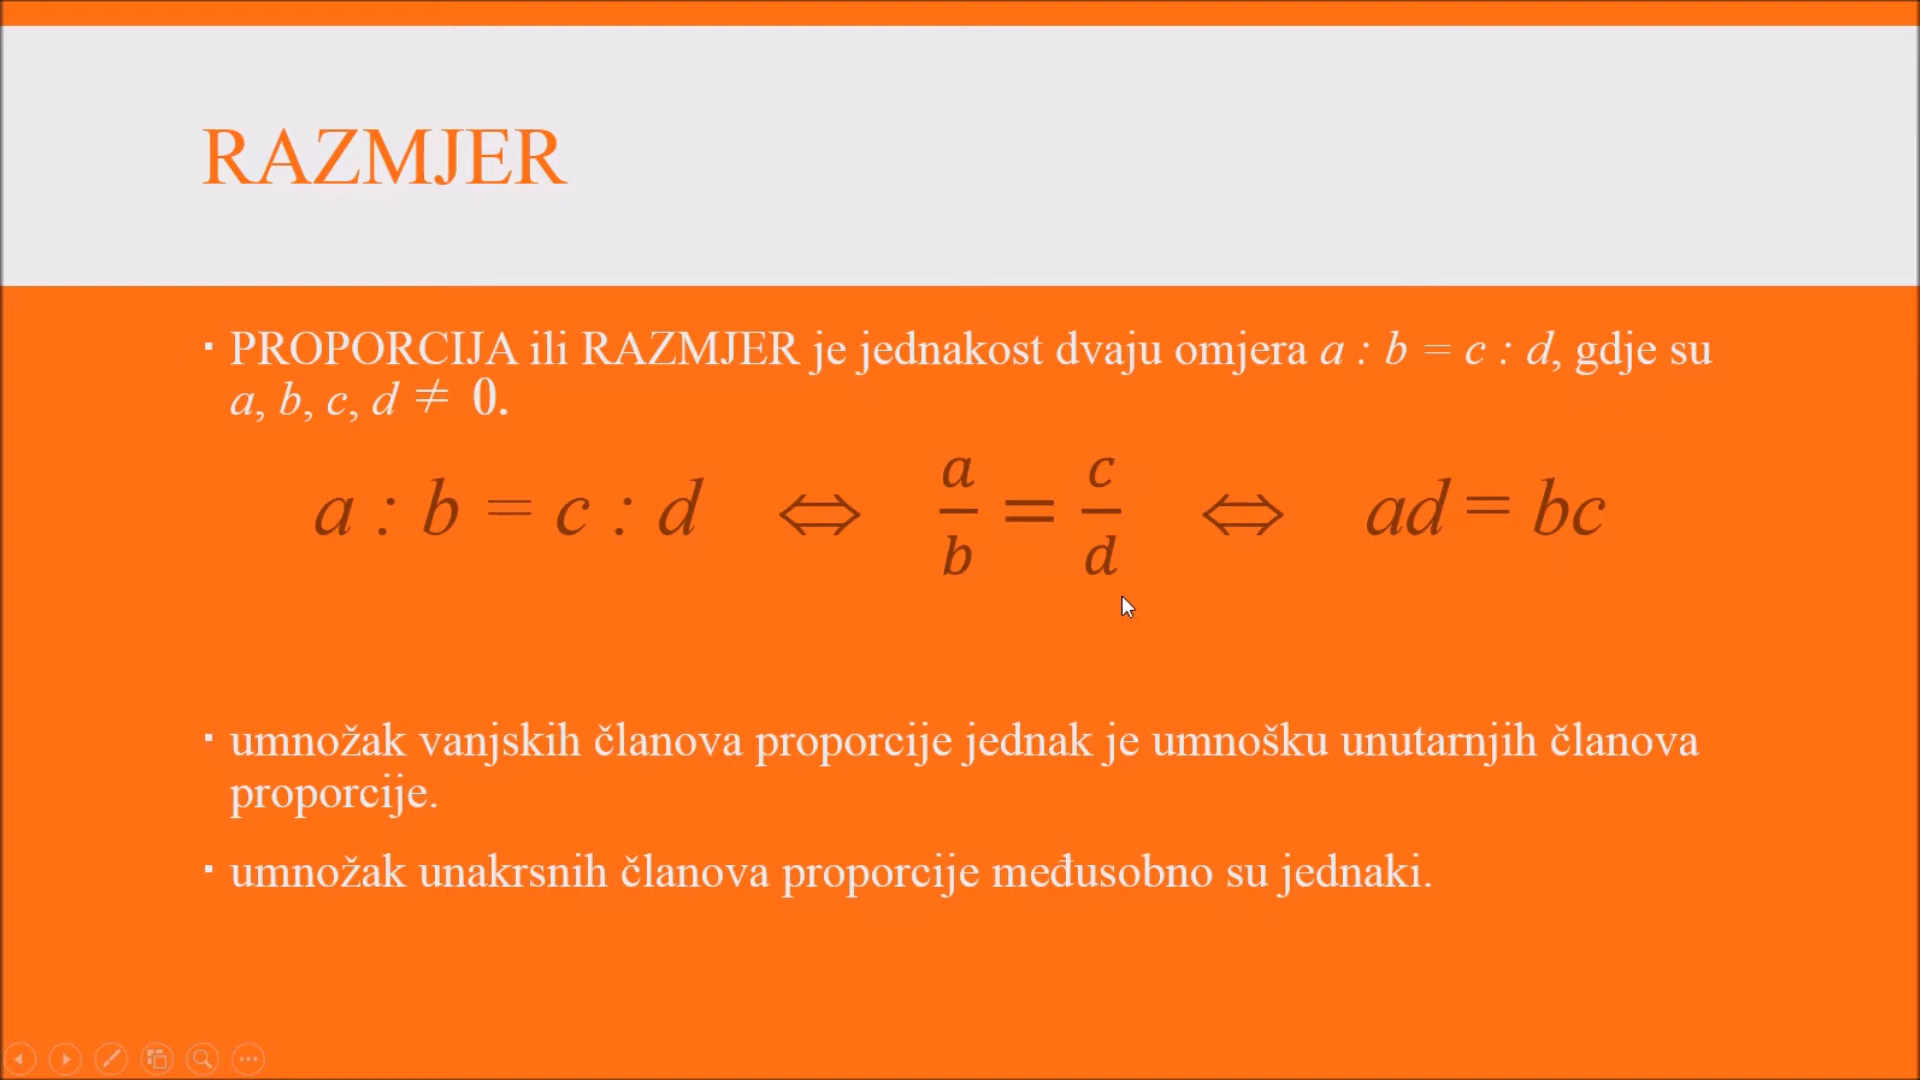 RAZMJER
▪ PROPORCIJA ili RAZMJER je jednakost dvaju omjera a : b = c : d, gdje su
a, b, c, d ≠ 0.
a : b = c : d ⇔ a/b = c/d ⇔ ad = bc
▪ umnožak vanjskih članova proporcije jednak je umnošku unutarnjih članova
proporcije.
▪ umnožak unakrsnih članova proporcije međusobno su jednaki.